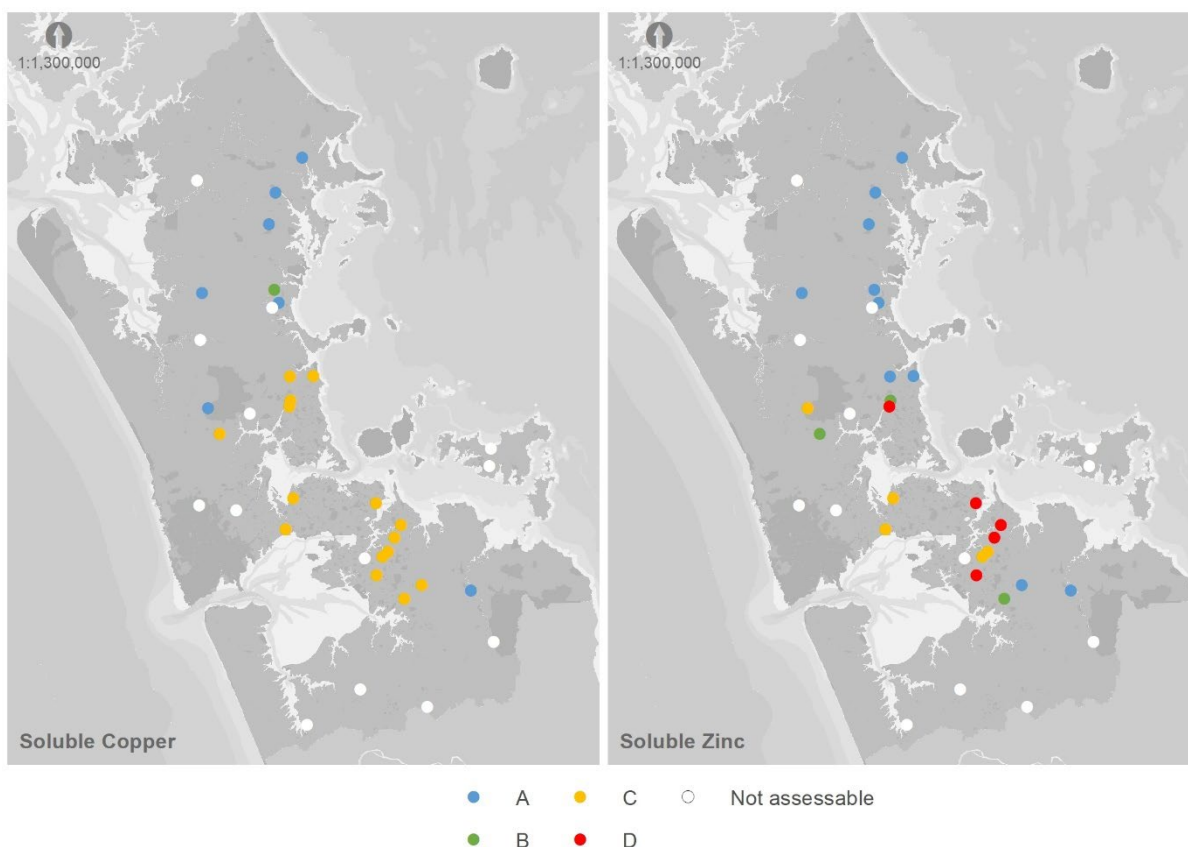 1:1,300,000
1:1,300,000
Soluble Copper
Soluble Zinc
A
C
Not assessable
B
D